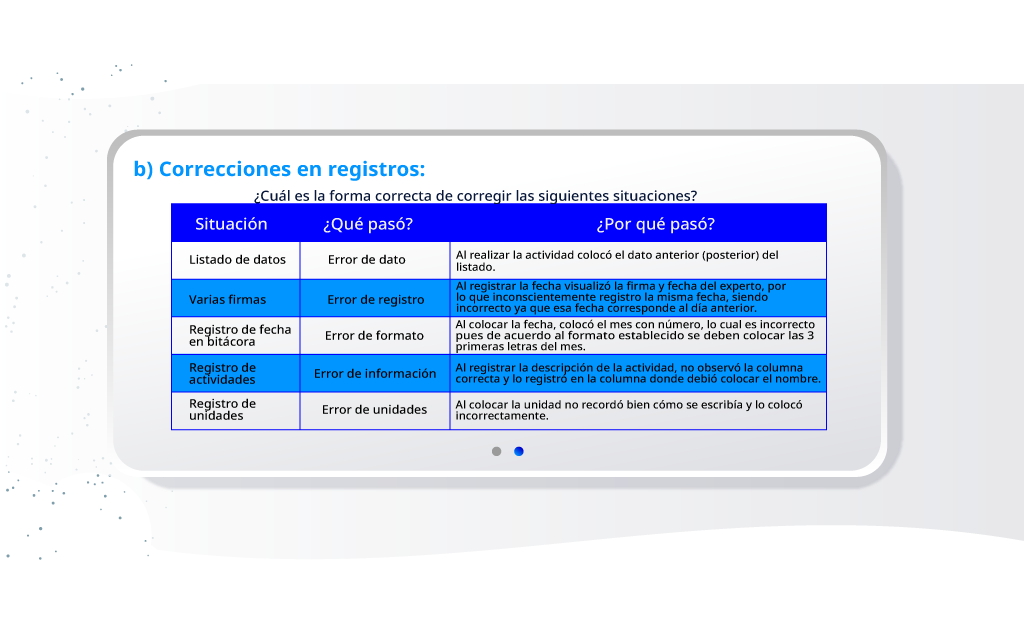 b) Correcciones en registros:
¿Cuál es la forma correcta de corregir las siguientes situaciones?
Situación ¿Qué pasó? ¿Por qué pasó?
Listado de datos Error de dato
Al realizar la actividad colocó el dato anterior (posterior) del
listado.
Varias firmas Error de registro
Al registrar la fecha visualizó la firma y fecha del experto, por
lo que inconscientemente registro la misma fecha, siendo
incorrecto ya que esa fecha corresponde al día anterior.
Registro de fecha
en bitácora
Error de formato
Al colocar la fecha, colocó el mes con número, lo cual es incorrecto
pues de acuerdo al formato establecido se deben colocar las 3
primeras letras del mes.
Registro de
actividades
Error de información
Al registrar la descripción de la actividad, no observó la columna
correcta y lo registró en la columna donde debió colocar el nombre.
Registro de
unidades
Error de unidades
Al colocar la unidad no recordó bien cómo se escribía y lo colocó
incorrectamente.